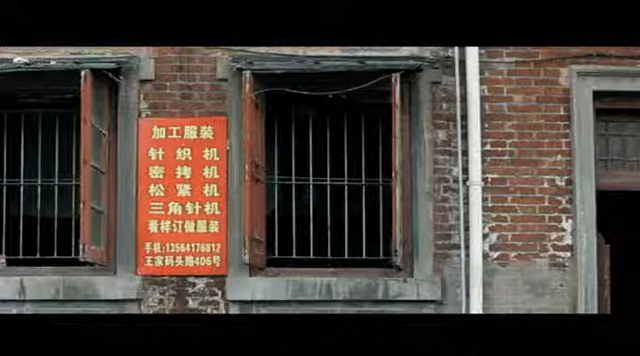 加工服装
针织机
密拷机
松紧机
三角针机
看样订做服装
手机:13564176812
王家码头路406号